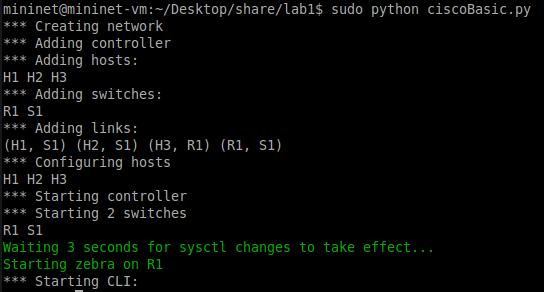 mininet@mininet-vm:~/Desktop/share/lab1$ sudo python ciscoBasic.py
*** Creating network
*** Adding controller
*** Adding hosts:
H1 H2 H3
*** Adding switches:
R1 S1
*** Adding links:
(H1, S1) (H2, S1) (H3, R1) (R1, S1)
*** Configuring hosts
H1 H2 H3
*** Starting controller
*** Starting 2 switches
R1 S1
Waiting 3 seconds for sysctl changes to take effect...
Starting zebra on R1
*** Starting CLI: